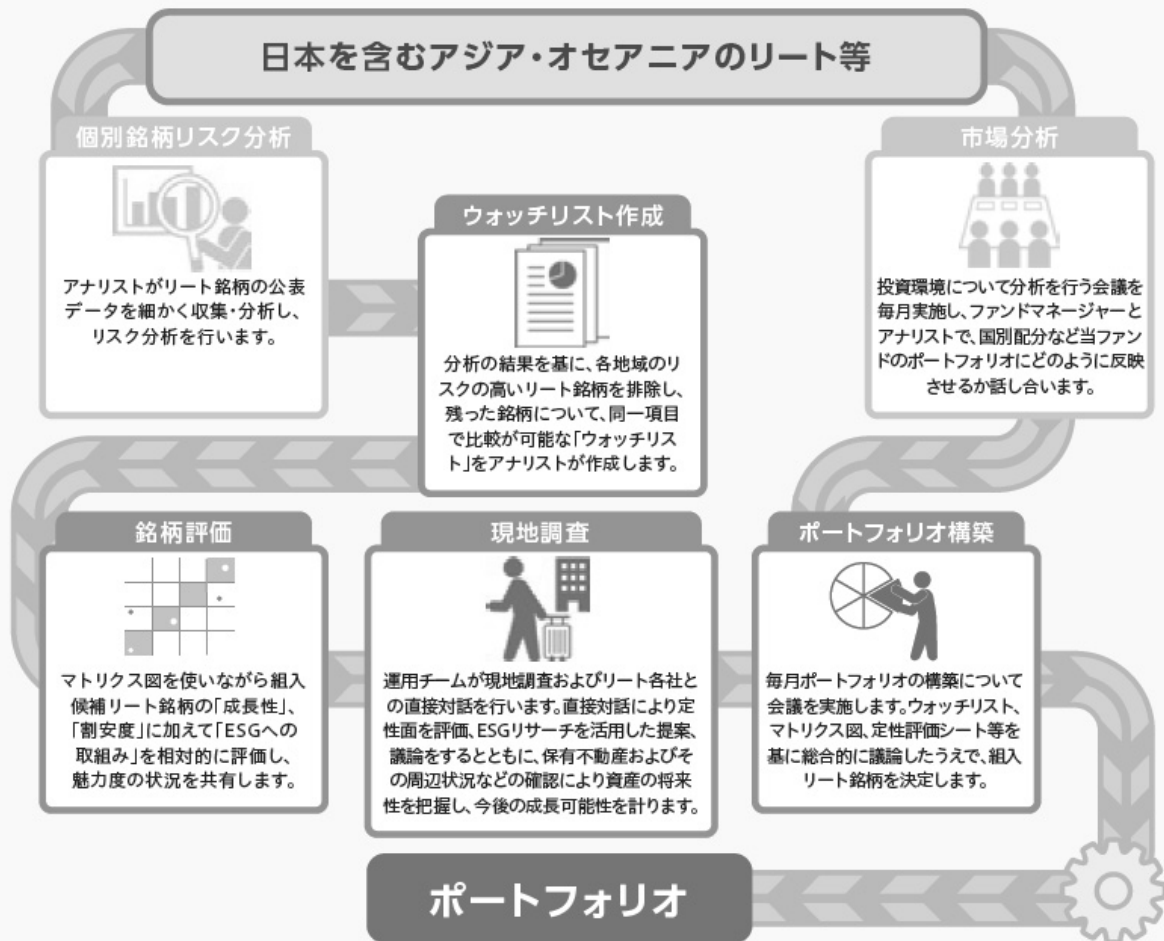 日本を含むアジア・オセアニアのリート等
個別銘柄リスク分析
アナリストがリート銘柄の公表
データを細かく収集・分析し、
リスク分析を行います。
ウォッチリスト作成
分析の結果を基に、各地域のリ
スクの高いリート銘柄を排除し、
残った銘柄について、同一項目
で比較が可能な「ウォッチリス
ト」をアナリストが作成します。
市場分析
投資環境について分析を行う会議を
毎月実施し、ファンドマネージャーと
アナリストで、国別配分など当ファン
ドのポートフォリオにどのように反映
させるか話し合います。
銘柄評価
マトリクス図を使いながら組入
候補リート銘柄の「成長性」、
「割安度」に加えて「ESGへの
取組み」を相対的に評価し、
魅力度の状況を共有します。
現地調査
運用チームが現地調査およびリート各社と
の直接対話を行います。直接対話により定
性面を評価、ESGリサーチを活用した提案、
議論をするとともに、保有不動産およびそ
の周辺状況などの確認により資産の将来
性を把握し、今後の成長可能性を計ります。
ポートフォリオ構築
毎月ポートフォリオの構築について
会議を実施します。ウォッチリスト、
マトリクス図、定性評価シート等を
基に総合的に議論したうえで、組入
リート銘柄を決定します。
ポートフォリオ